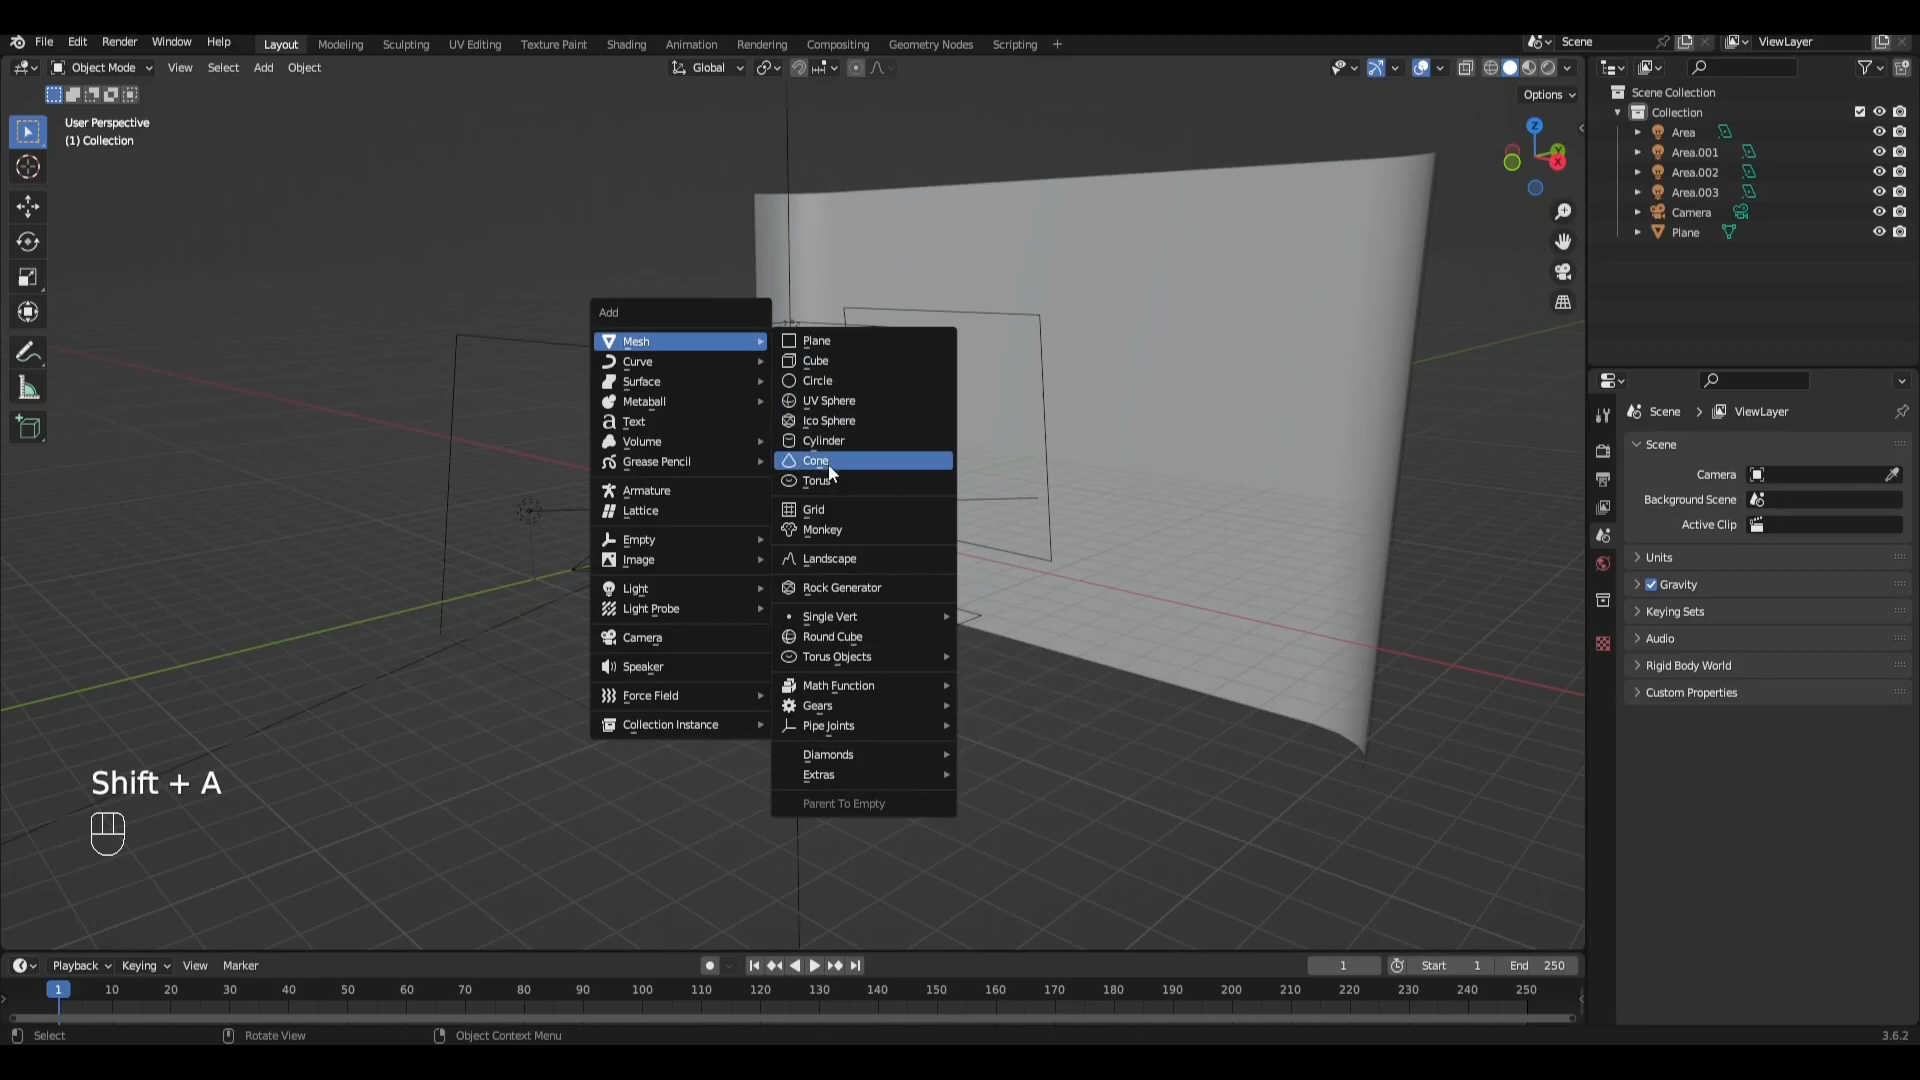 File Edit Render Window Help Layout Modeling Sculpting UV Editing Texture Paint Shading Animation Rendering Compositing Geometry Nodes Scripting + Scene ViewLayer
Object Mode View Select Add Object Global
Options
User Perspective
(1) Collection
Z
Y
X
Scene Collection
Collection
Area
Area.001
Area.002
Area.003
Camera
Plane
Add
Mesh
Curve
Surface
Metaball
Text
Volume
Grease Pencil
Armature
Lattice
Empty
Image
Light
Light Probe
Camera
Speaker
Force Field
Collection Instance
Plane
Cube
Circle
UV Sphere
Ico Sphere
Cylinder
Cone
Torus
Grid
Monkey
Landscape
Rock Generator
Single Vert
Round Cube
Torus Objects
Math Function
Gears
Pipe Joints
Diamonds
Extras
Parent To Empty
Scene > ViewLayer
Scene
Camera
Background Scene
Active Clip
Units
Gravity
Keying Sets
Audio
Rigid Body World
Custom Properties
Shift + A
Playback Keying View Marker 1 Start 1 End 250
1 10 20 30 40 50 60 70 80 90 100 110 120 130 140 150 160 170 180 190 200 210 220 230 240 250
Select Rotate View Object Context Menu 3.6.2